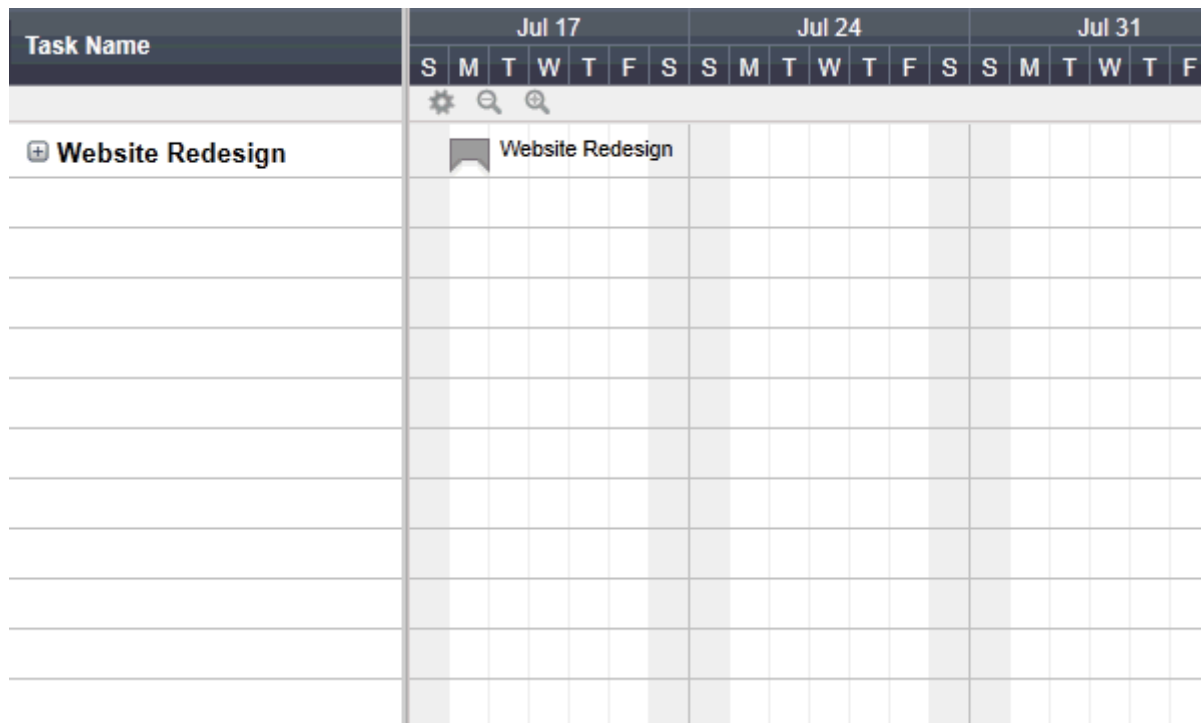 Task Name
Jul 17 Jul 24 Jul 31
S M T W T F S S M T W T F S S M T W T F
Website Redesign Website Redesign